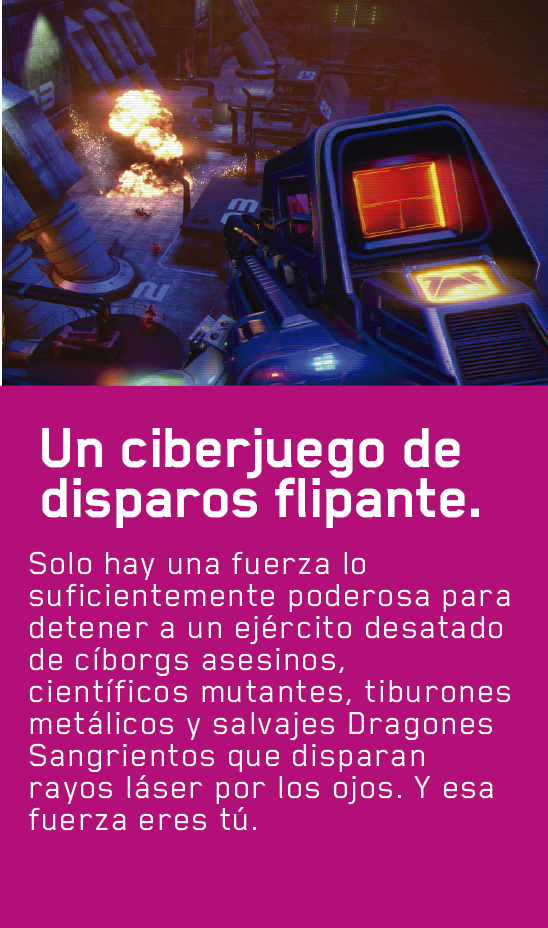 Un ciberjuego de
disparos flipante.
Solo hay una fuerza lo
suficientemente poderosa para
detener a un ejército desatado
de cíborgs asesinos,
científicos mutantes, tiburones
metálicos y salvajes Dragones
Sangrientos que disparan
rayos láser por los ojos. Y esa
fuerza eres tú.